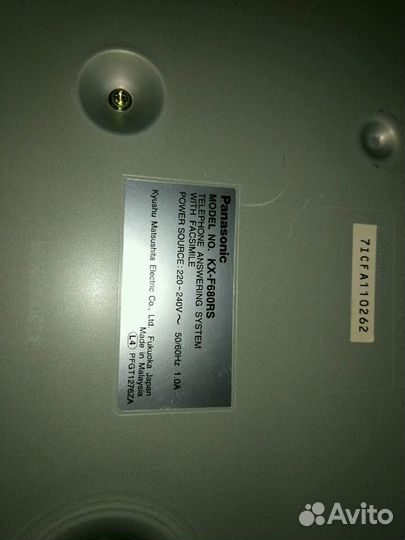 Panasonic
MODEL NO. KX-F680RS
TELEPHONE ANSWERING SYSTEM
WITH FACSIMILE
POWER SOURCE: 220-240V～ 50/60Hz 1.0A
Kyushu Matsushita Electric Co., Ltd. Fukuoka Japan
Made in Malaysia
L4 PFGT1276ZA
7ICFA110262
Avito